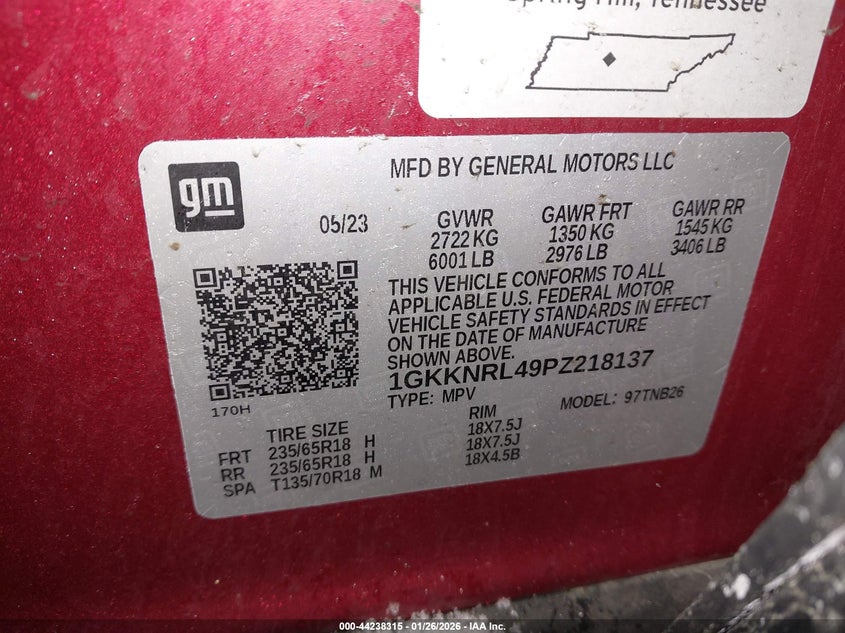 Spring Hill, Tennessee
gm
MFD BY GENERAL MOTORS LLC
05/23 GVWR GAWR FRT GAWR RR
2722 KG 1350 KG 1545 KG
6001 LB 2976 LB 3406 LB
THIS VEHICLE CONFORMS TO ALL
APPLICABLE U.S. FEDERAL MOTOR
VEHICLE SAFETY STANDARDS IN EFFECT
ON THE DATE OF MANUFACTURE
SHOWN ABOVE.
1GKKNRL49PZ218137
TYPE: MPV MODEL: 97TNB26
170H
TIRE SIZE RIM
FRT 235/65R18 H 18X7.5J
RR 235/65R18 H 18X7.5J
SPA T135/70R18 M 18X4.5B
000-44238315 - 01/26/2026 - IAA Inc.